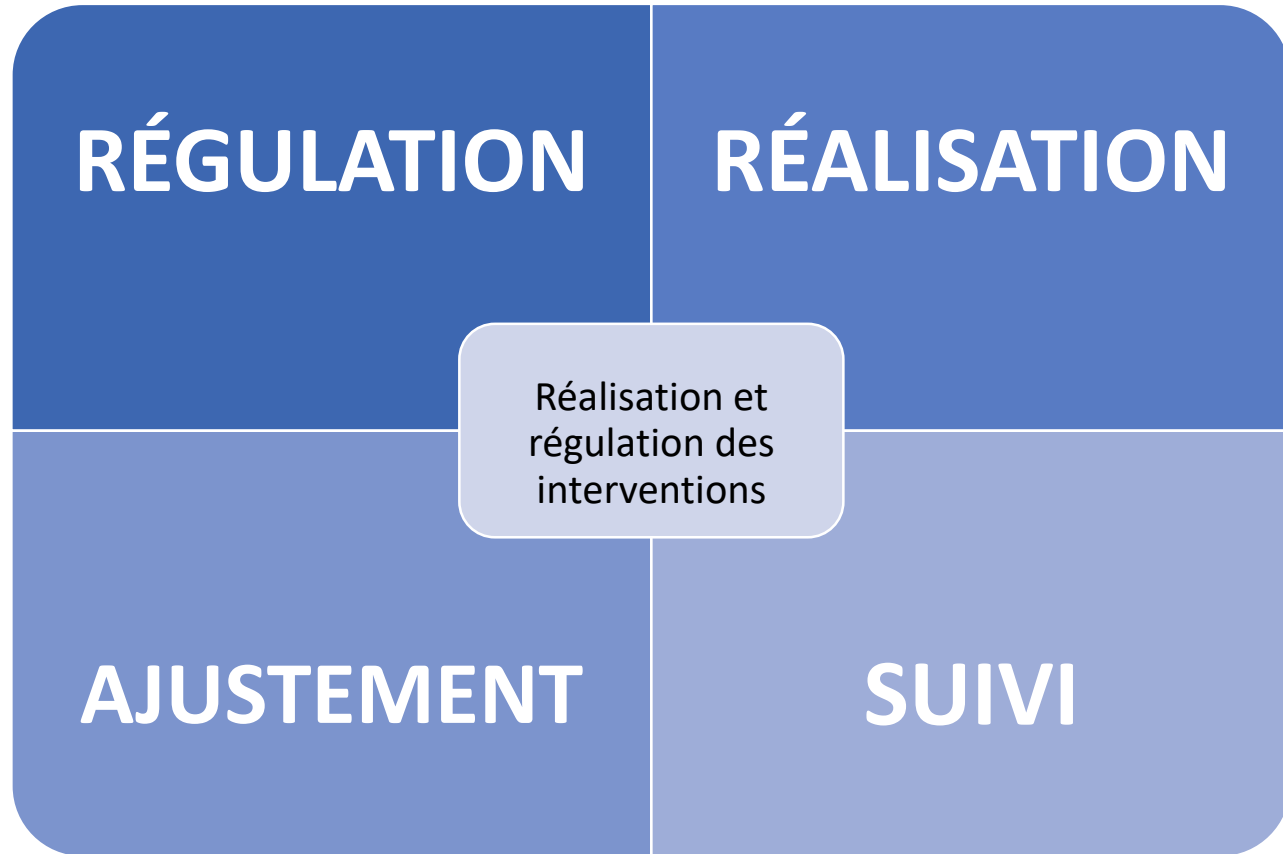 RÉGULATION
RÉALISATION
Réalisation et
régulation des
interventions
AJUSTEMENT
SUIVI